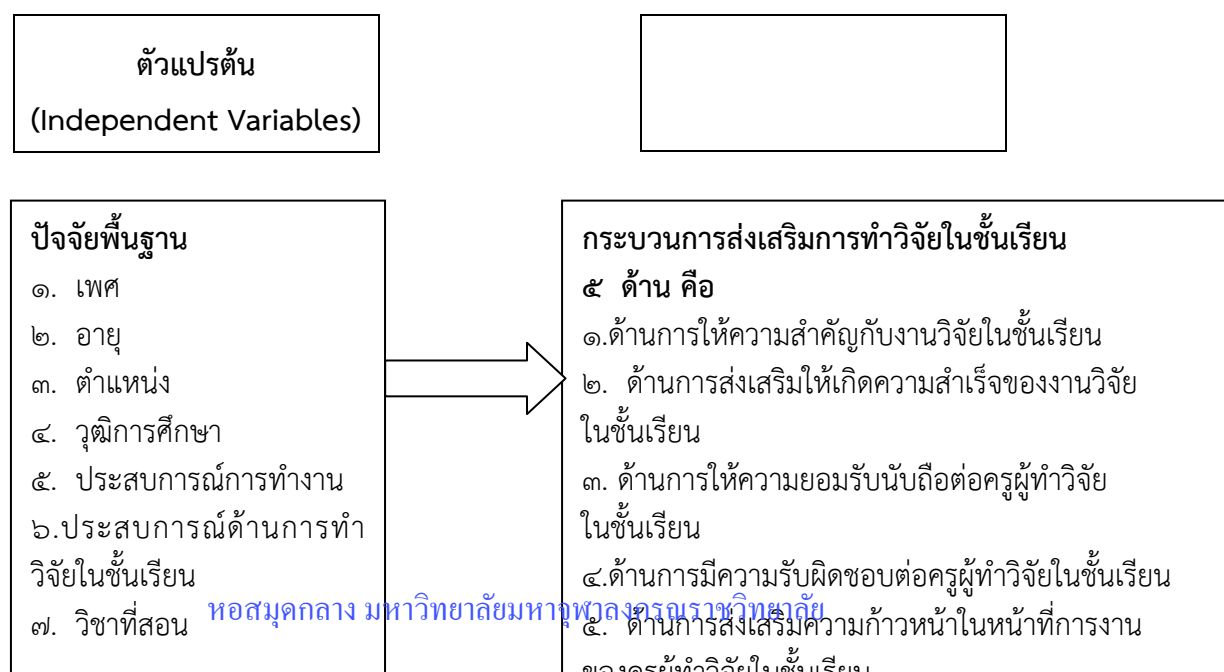 ตัวแปรต้น
(Independent Variables)
ปัจจัยพื้นฐาน
๑. เพศ
๒. อายุ
๓. ตำแหน่ง
๔. วุฒิการศึกษา
๕. ประสบการณ์การทำงาน
๖.ประสบการณ์ด้านการทำ
วิจัยในชั้นเรียน
๗. วิชาที่สอน
กระบวนการส่งเสริมการทำวิจัยในชั้นเรียน
๕ ด้าน คือ
๑.ด้านการให้ความสำคัญกับงานวิจัยในชั้นเรียน
๒. ด้านการส่งเสริมให้เกิดความสำเร็จของงานวิจัย
ในชั้นเรียน
๓. ด้านการให้ความยอมรับนับถือต่อครูผู้ทำวิจัย
ในชั้นเรียน
๔.ด้านการมีความรับผิดชอบต่อครูผู้ทำวิจัยในชั้นเรียน
๕. ด้านการส่งเสริมความก้าวหน้าในหน้าที่การงาน
ของครูผู้ทำวิจัยในชั้นเรียน
หอสมุดกลาง มหาวิทยาลัยมหาจุฬาลงกรณราชวิทยาลัย